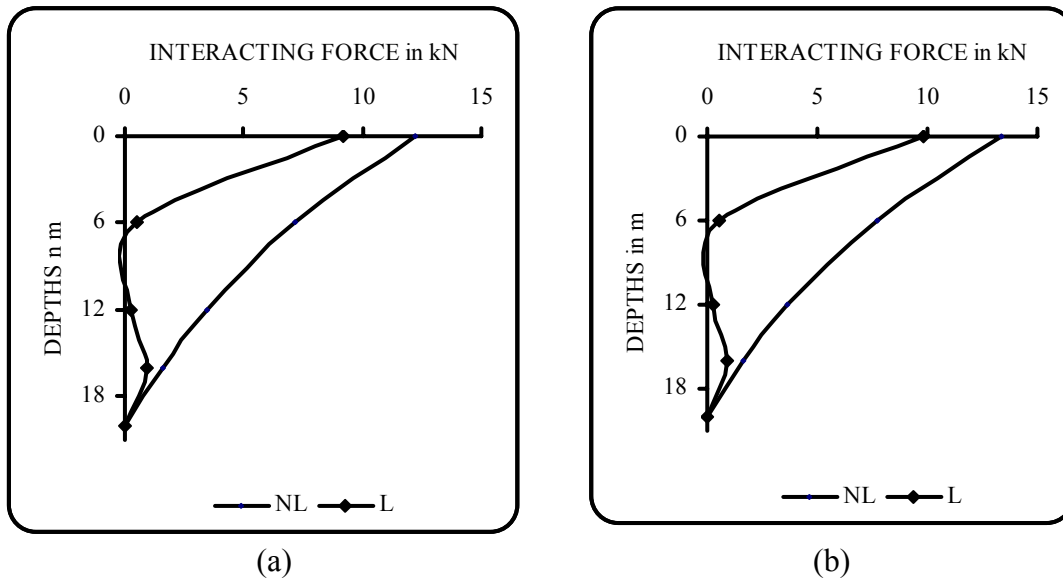 INTERACTING FORCE in kN
0 5 10 15
0
6
12
18
DEPTHS n m
NL L
(a)
INTERACTING FORCE in kN
0 5 10 15
0
6
12
18
DEPTHS in m
NL L
(b)